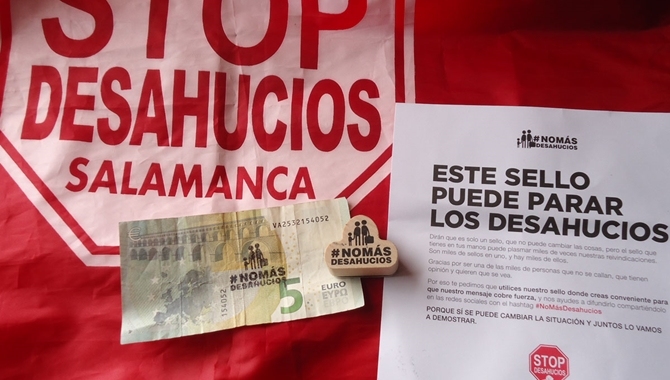 STOP
DESAHUCIOS
SALAMANCA
VA2532154052
#NOMÁS
DESAHUCIOS
5
EURO
ΕΥΡΩ
154052
#NOMÁS
DESAHUCIOS
#NOMÁS
DESAHUCIOS
ESTE SELLO
PUEDE PARAR
LOS DESAHUCIOS
Dirán que es solo un sello, que no puede cambiar las cosas, pero el sello que
tienes en tus manos puede plasmar miles de veces nuestras reivindicaciones.
Son miles de sellos en uno, y hay miles de ellos.
Gracias por ser una de las miles de personas que no se callan, que tienen
opinión y quieren que se vea.
Por eso te pedimos que utilices nuestro sello donde creas conveniente para
que nuestro mensaje cobre fuerza, y nos ayudes a difundirlo compartiéndolo
en las redes sociales con el hashtag #NoMásDesahucios
PORQUE SÍ SE PUEDE CAMBIAR LA SITUACIÓN Y JUNTOS LO VAMOS
A DEMOSTRAR.
STOP
DESAHUCIOS